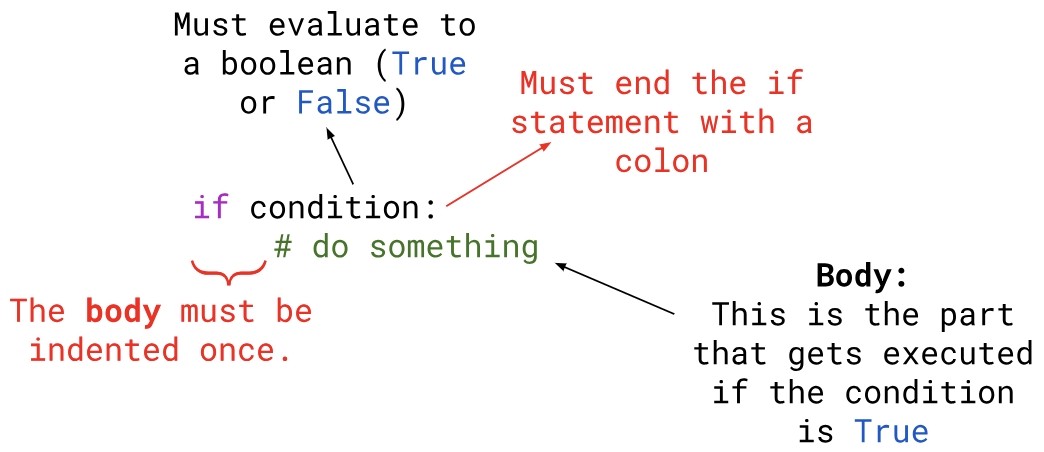 Must evaluate to
a boolean (True
or False)
Must end the if
statement with a
colon
if condition:
# do something
The body must be
indented once.
Body:
This is the part
that gets executed
if the condition
is True